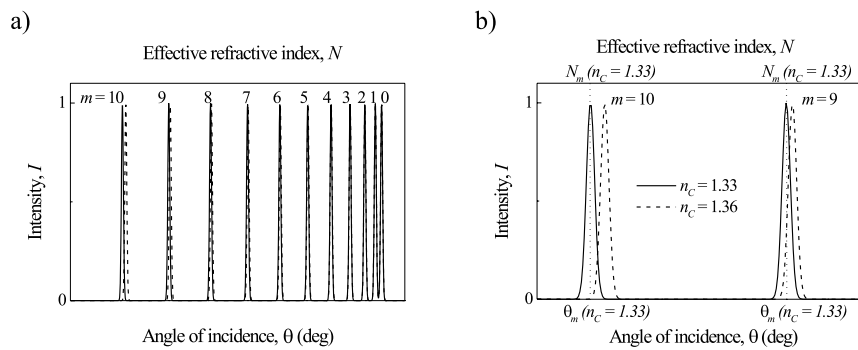 a)
Effective refractive index, N
1
m = 10 9 8 7 6 5 4 3 2 1 0
Intensity, I
0
Angle of incidence, θ (deg)
b)
Effective refractive index, N
N_m (n_C = 1.33) N_m (n_C = 1.33)
1
m = 10 m = 9
n_C = 1.33
n_C = 1.36
Intensity, I
0
θ_m (n_C = 1.33) θ_m (n_C = 1.33)
Angle of incidence, θ (deg)